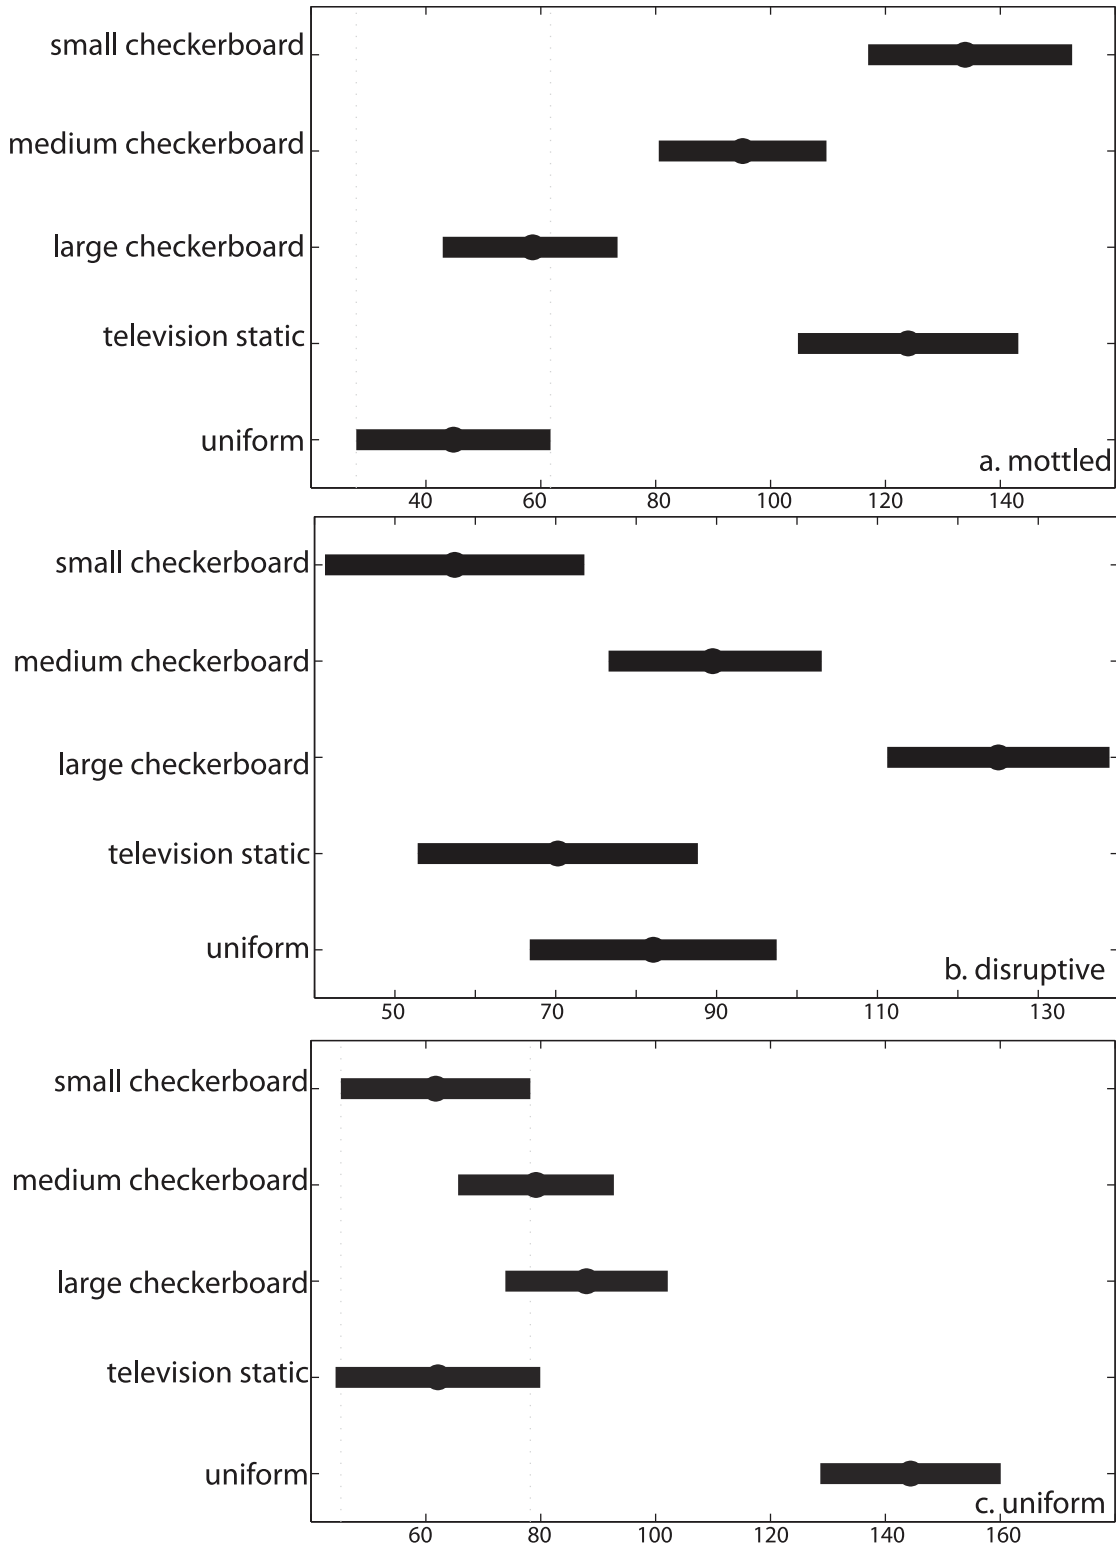 small checkerboard
medium checkerboard
large checkerboard
television static
uniform
a. mottled
40 60 80 100 120 140
small checkerboard
medium checkerboard
large checkerboard
television static
uniform
b. disruptive
50 70 90 110 130
small checkerboard
medium checkerboard
large checkerboard
television static
uniform
c. uniform
60 80 100 120 140 160